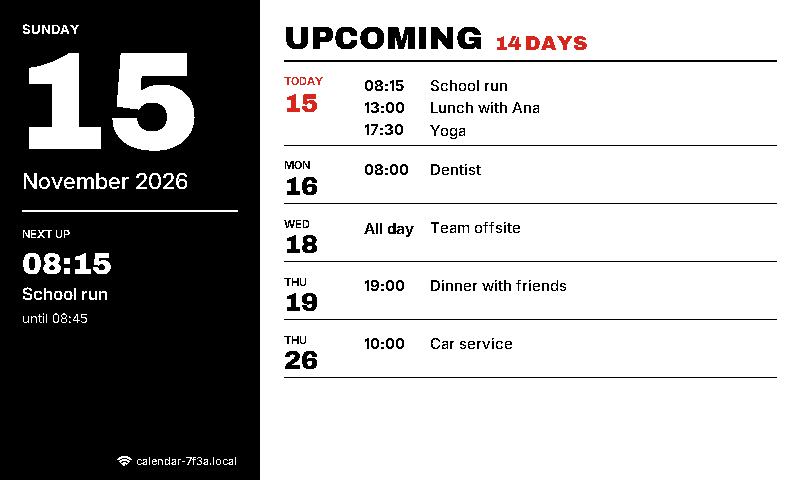 SUNDAY
15
November 2026
NEXT UP
08:15
School run
until 08:45
calendar-7f3a.local
UPCOMING 14 DAYS
TODAY
15
08:15 School run
13:00 Lunch with Ana
17:30 Yoga
MON
16
08:00 Dentist
WED
18
All day Team offsite
THU
19
19:00 Dinner with friends
THU
26
10:00 Car service